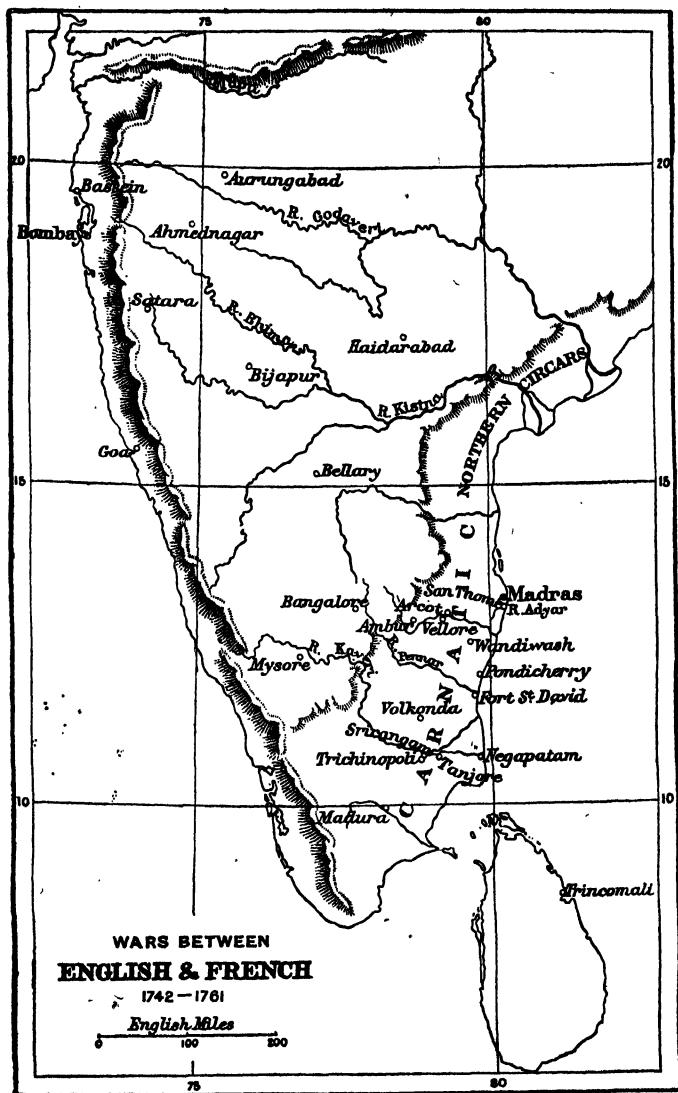 75
80
20
20
Bassein
Aurungabad
R. Godaveri
Bombay
Ahmednagar
Satara
Haidarabad
Bijapur
R. Kistna
NORTHERN CIRCARS
Goa
Bellary
15
15
San Thomé
Madras
Bangalore
Arcot
R. Adyar
Ambur
Vellore
Wandiwash
Mysore
R.
R. Pennar
Pondicherry
Fort St. David
Volkonda
Srirangam
Trichinopoli
Negapatam
Tanjore
CARNATIC
10
10
Madura
Trincomali
WARS BETWEEN
ENGLISH & FRENCH
1742—1761
English Miles
0 100 200
75
80